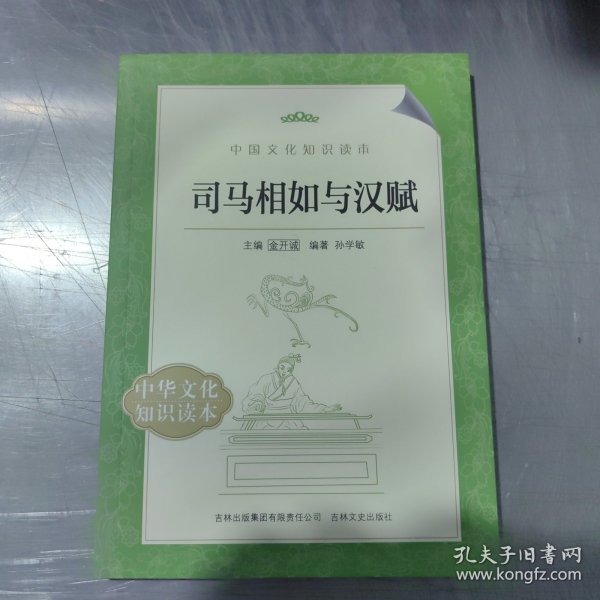 中国文化知识读本
司马相如与汉赋
主编 金开诚 编著 孙学敏
中华文化
知识读本
吉林出版集团有限责任公司 吉林文史出版社
孔夫子旧书网
www.kongfz.com